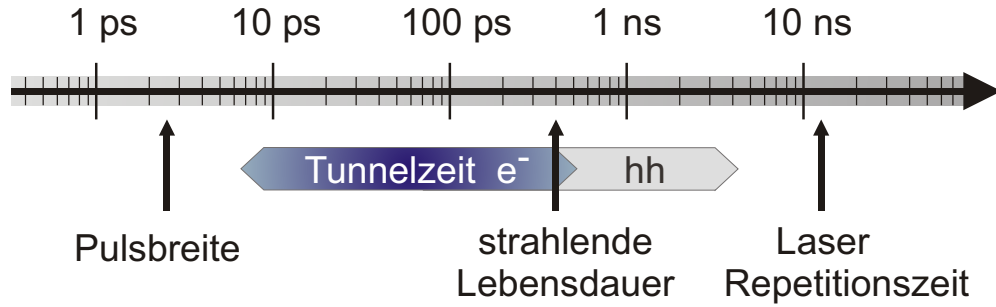 1 ps 10 ps 100 ps 1 ns 10 ns
Tunnelzeit e⁻ hh
Pulsbreite
strahlende
Lebensdauer
Laser
Repetitionszeit